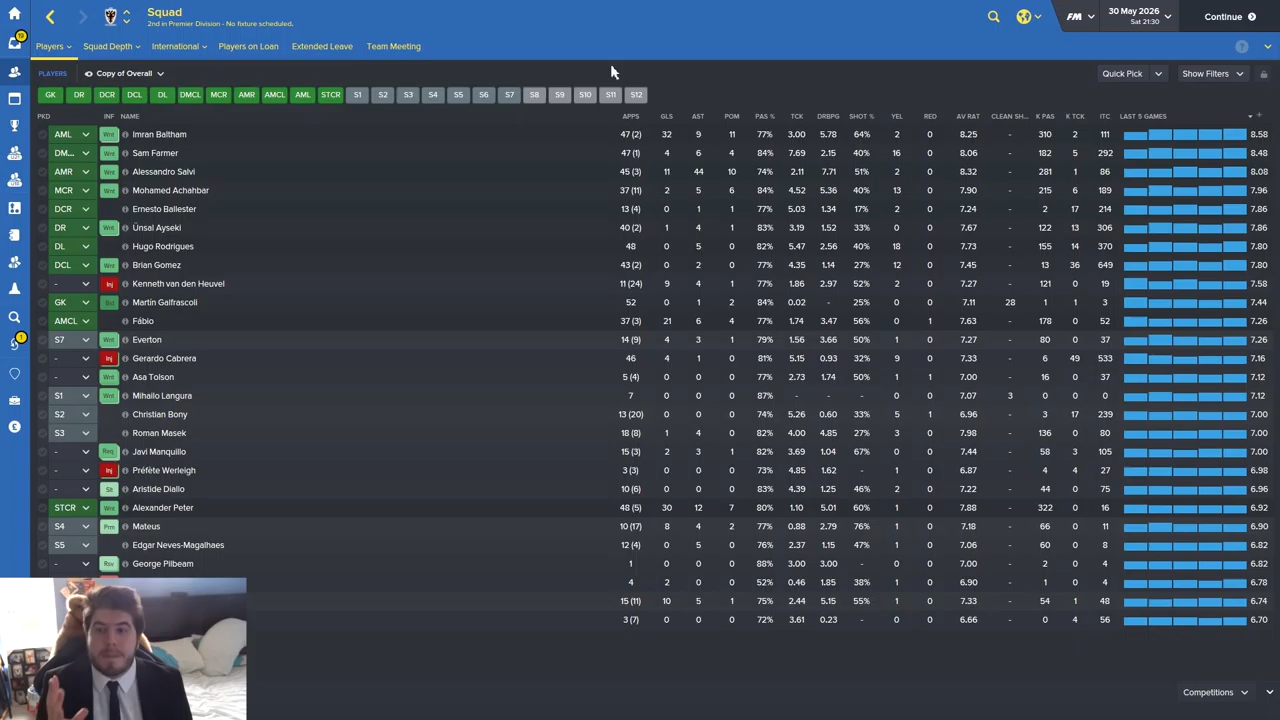 Squad
2nd in Premier Division - No fixture scheduled.
FM
30 May 2026
Sat 21:30
Continue
19
Players Squad Depth International Players on Loan Extended Leave Team Meeting
PLAYERS Copy of Overall Quick Pick Show Filters
GK DR DCR DCL DL DMCL MCR AMR AMCL AML STCR S1 S2 S3 S4 S5 S6 S7 S8 S9 S10 S11 S12
PKD INF NAME APPS GLS AST POM PAS % TCK DRBPG SHOT % YEL RED AV RAT CLEAN SH... K PAS K TCK ITC LAST 5 GAMES
AML Wnt Imran Baltham 47 (2) 32 9 11 77% 3.00 5.78 64% 2 0 8.25 - 310 2 111 8.58
DM... Wnt Sam Farmer 47 (1) 4 6 4 84% 7.69 2.15 40% 16 0 8.06 - 182 5 292 8.48
AMR Wnt Alessandro Salvi 45 (3) 11 44 10 74% 2.11 7.71 51% 2 0 8.32 - 281 1 86 8.08
MCR Wnt Mohamed Achahbar 37 (11) 2 5 6 84% 4.52 5.36 40% 13 0 7.90 - 215 6 189 7.96
DCR Ernesto Ballester 13 (4) 0 1 1 77% 5.03 1.34 17% 2 0 7.24 - 2 17 214 7.86
DR Wnt Ünsal Ayseki 40 (2) 1 4 1 83% 3.19 1.52 33% 0 0 7.67 - 122 13 306 7.86
DL Hugo Rodrigues 48 0 5 0 82% 5.47 2.56 40% 18 0 7.73 - 155 14 370 7.80
DCL Wnt Brian Gomez 43 (2) 0 2 0 77% 4.35 1.14 27% 12 0 7.45 - 13 36 649 7.80
- Inj Kenneth van den Heuvel 11 (24) 9 4 1 77% 1.86 2.97 52% 2 0 7.27 - 121 0 19 7.58
GK Martín Galfrascoli 52 0 1 2 84% 0.02 - 25% 0 0 7.11 28 1 1 3 7.44
AMCL Fábio 37 (3) 21 6 4 77% 1.74 3.47 56% 0 1 7.63 - 178 0 52 7.26
S7 Wnt Everton 14 (9) 4 3 1 79% 1.56 3.66 50% 1 0 7.27 - 80 0 37 7.26
- Inj Gerardo Cabrera 46 4 1 0 81% 5.15 0.93 32% 9 0 7.33 - 6 49 533 7.16
- Wnt Asa Tolson 5 (4) 0 0 0 77% 2.73 1.74 50% 1 1 7.00 - 16 0 37 7.12
S1 Wnt Mihailo Langura 7 0 0 0 87% - - - 0 0 7.07 3 0 0 0 7.12
S2 Christian Bony 13 (20) 0 0 0 74% 5.26 0.60 33% 5 1 6.96 - 3 17 239 7.00
S3 Roman Masek 18 (8) 1 4 0 82% 4.00 4.85 27% 3 0 7.98 - 136 0 80 7.00
- Req Javi Manquillo 15 (3) 2 3 1 82% 3.69 1.04 67% 0 0 7.44 - 58 3 105 7.00
- Inj Préfète Werleigh 3 (3) 0 0 0 73% 4.85 1.62 - 1 0 6.87 - 4 4 27 6.98
- Slt Aristide Diallo 10 (6) 0 0 0 83% 4.39 1.25 46% 2 0 7.22 - 44 0 75 6.96
STCR Wnt Alexander Peter 48 (5) 30 12 7 80% 1.10 5.01 60% 1 0 7.88 - 322 0 16 6.92
S4 Prm Mateus 10 (17) 8 4 2 77% 0.88 2.79 76% 0 0 7.18 - 66 0 11 6.90
S5 Edgar Neves-Magalhaes 12 (4) 0 5 0 76% 2.37 1.15 47% 3 0 7.06 - 60 0 8 6.82
- Rsv George Pilbeam 1 0 0 0 88% 3.00 3.00 - 0 0 7.00 - 2 0 4 6.82
4 2 0 0 52% 0.46 1.85 38% 1 0 6.90 - 1 0 4 6.78
15 (11) 10 5 1 75% 2.44 5.15 55% 1 0 7.33 - 54 1 48 6.74
3 (7) 0 0 0 72% 3.61 0.23 - 1 0 6.66 - 0 4 56 6.70
1
Competitions